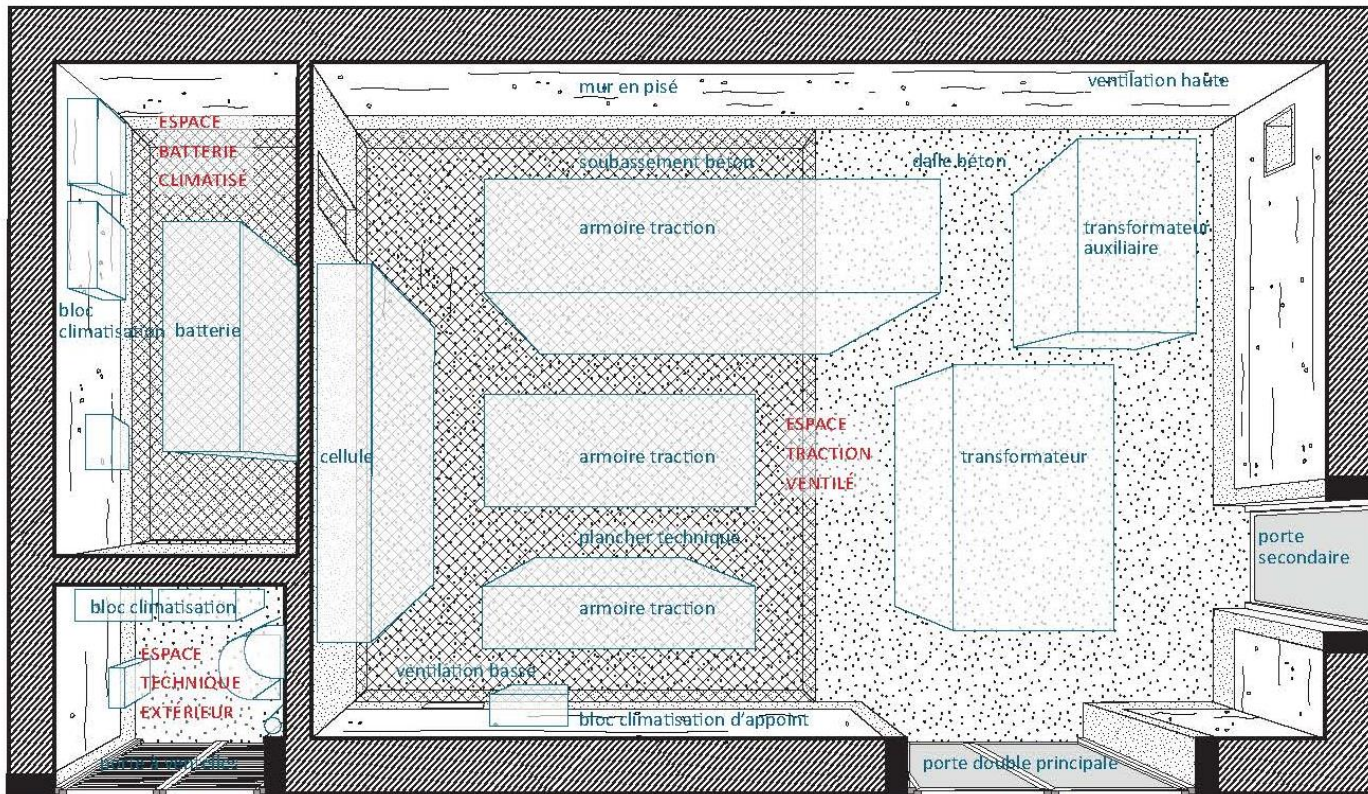 mur en pisé
ventilation haute
ESPACE
BATTERIE
CLIMATISÉ
soubassement béton
dalle béton
armoire traction
transformateur
auxiliaire
bloc
climatisation
batterie
ESPACE
TRACTION
VENTILÉ
cellule
armoire traction
transformateur
plancher technique
porte
secondaire
bloc climatisation
armoire traction
ESPACE
TECHNIQUE
EXTÉRIEUR
ventilation basse
bloc climatisation d'appoint
porte double principale